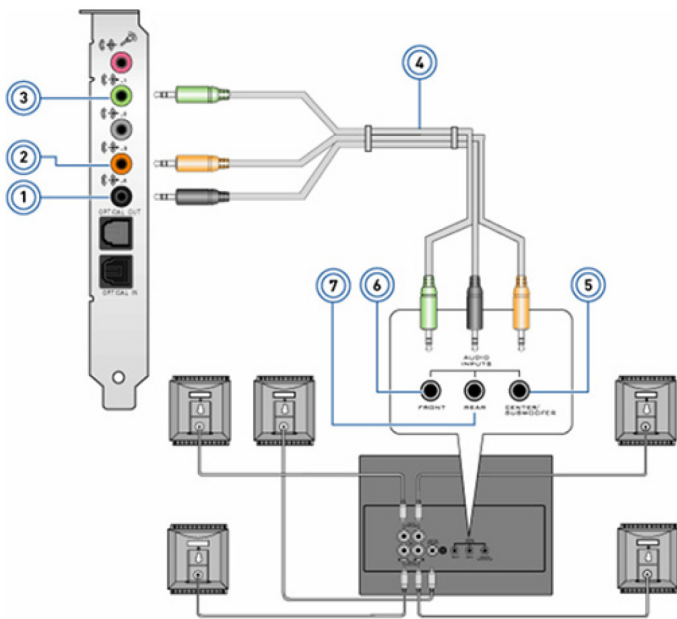 4
3
2
1
OPTICAL OUT
OPTICAL IN
7
6
5
AUDIO
INPUTS
FRONT
REAR
CENTER/
SUBWOOFER